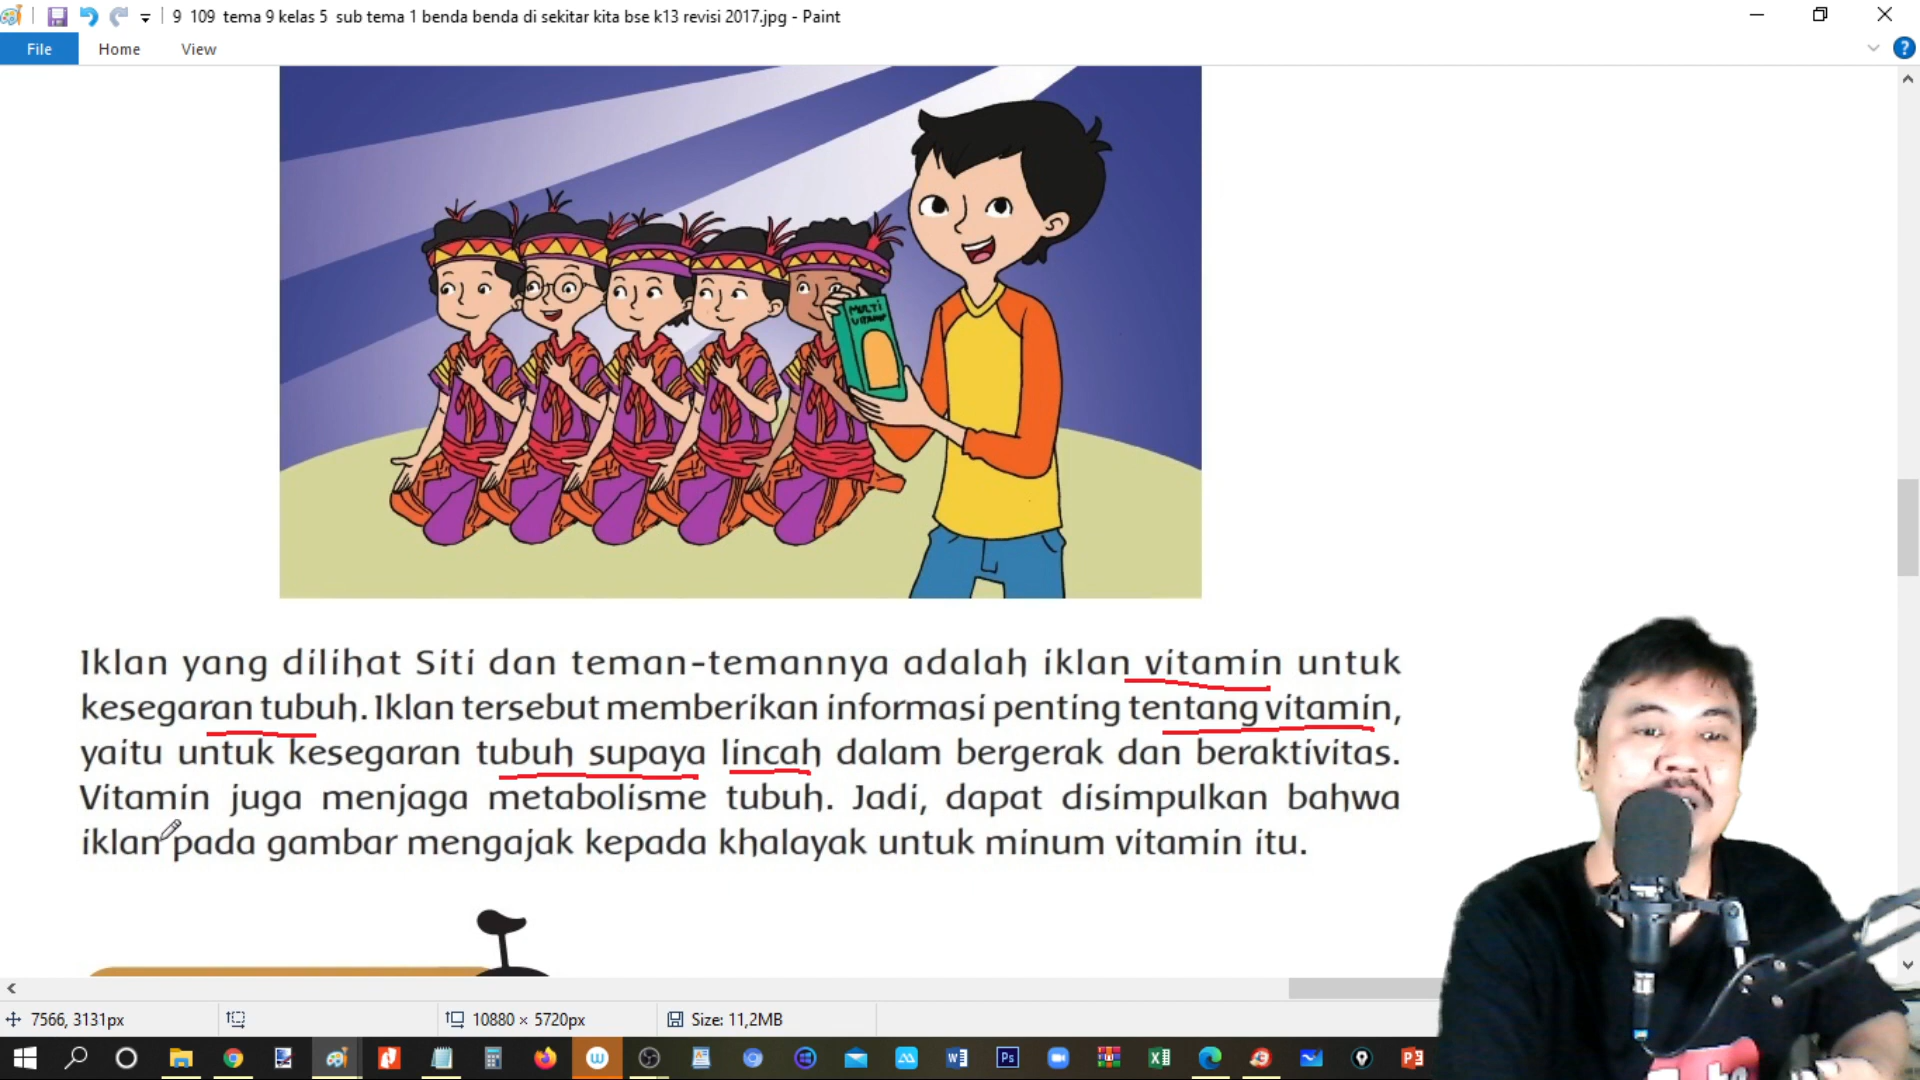 9 109 tema 9 kelas 5 sub tema 1 benda benda di sekitar kita bse k13 revisi 2017.jpg - Paint
File Home View
MULTI
VITAMIN
Iklan yang dilihat Siti dan teman-temannya adalah iklan vitamin untuk
kesegaran tubuh. Iklan tersebut memberikan informasi penting tentang vitamin,
yaitu untuk kesegaran tubuh supaya lincah dalam bergerak dan beraktivitas.
Vitamin juga menjaga metabolisme tubuh. Jadi, dapat disimpulkan bahwa
iklan pada gambar mengajak kepada khalayak untuk minum vitamin itu.
7566, 3131px 10880 × 5720px Size: 11,2MB